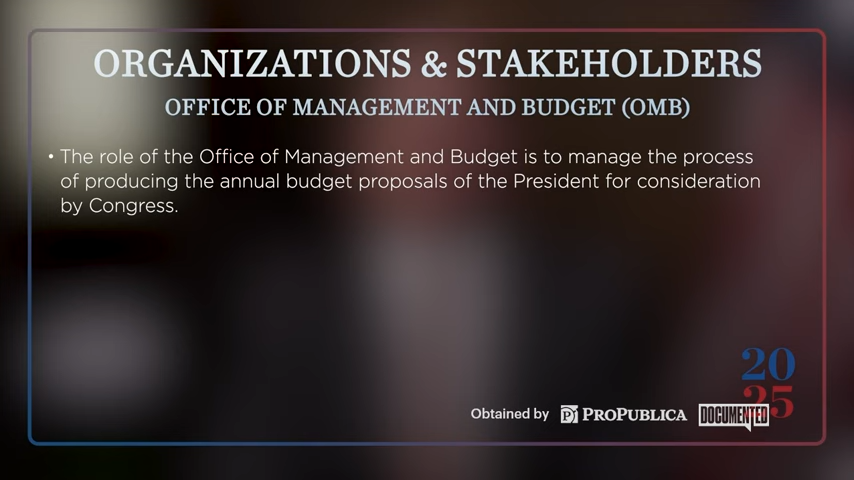 ORGANIZATIONS & STAKEHOLDERS
OFFICE OF MANAGEMENT AND BUDGET (OMB)
• The role of the Office of Management and Budget is to manage the process
of producing the annual budget proposals of the President for consideration
by Congress.
20
25
Obtained by PROPUBLICA DOCUMENTED